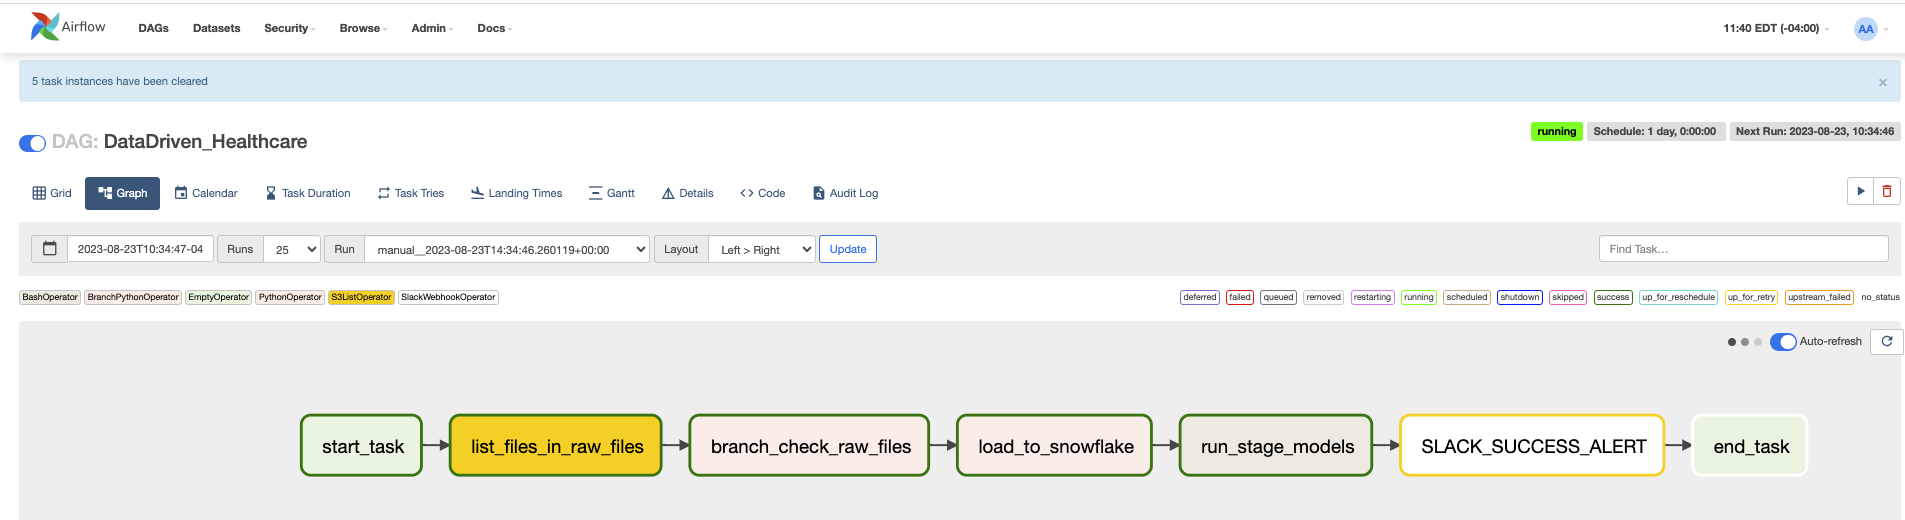 Airflow DAGs Datasets Security Browse Admin Docs 11:40 EDT (-04:00) AA
5 task instances have been cleared ×
DAG: DataDriven_Healthcare running Schedule: 1 day, 0:00:00 Next Run: 2023-08-23, 10:34:46
Grid Graph Calendar Task Duration Task Tries Landing Times Gantt Details Code Audit Log
2023-08-23T10:34:47-04 Runs 25 Run manual__2023-08-23T14:34:46.260119+00:00 Layout Left > Right Update Find Task...
BashOperator BranchPythonOperator EmptyOperator PythonOperator S3ListOperator SlackWebhookOperator deferred failed queued removed restarting running scheduled shutdown skipped success up_for_reschedule up_for_retry upstream_failed no_status
Auto-refresh
start_task list_files_in_raw_files branch_check_raw_files load_to_snowflake run_stage_models SLACK_SUCCESS_ALERT end_task